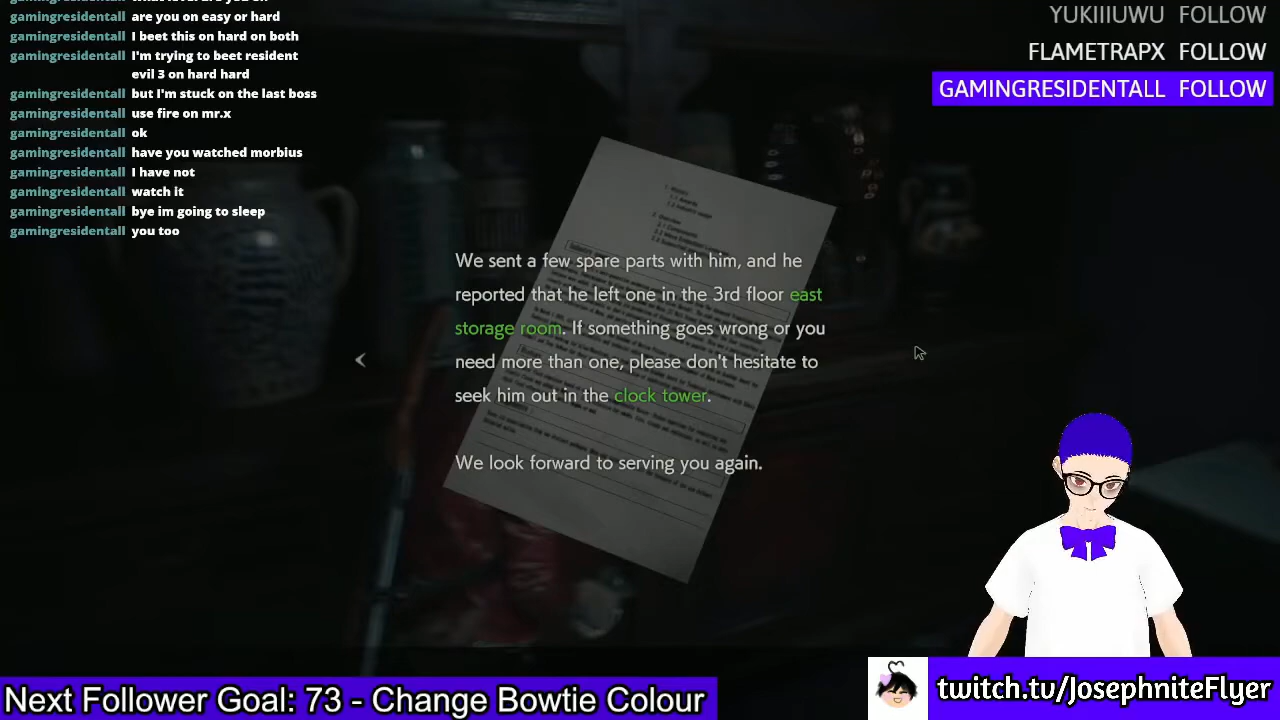 gamingresidentall are you on easy or hard
gamingresidentall I beet this on hard on both
gamingresidentall I'm trying to beet resident
evil 3 on hard hard
gamingresidentall but I'm stuck on the last boss
gamingresidentall use fire on mr.x
gamingresidentall ok
gamingresidentall have you watched morbius
gamingresidentall I have not
gamingresidentall watch it
gamingresidentall bye im going to sleep
gamingresidentall you too
YUKIIIUWU FOLLOW
FLAMETRAPX FOLLOW
GAMINGRESIDENTALL FOLLOW
We sent a few spare parts with him, and he
reported that he left one in the 3rd floor east
storage room. If something goes wrong or you
need more than one, please don't hesitate to
seek him out in the clock tower.
We look forward to serving you again.
Next Follower Goal: 73 - Change Bowtie Colour
twitch.tv/JosephniteFlyer